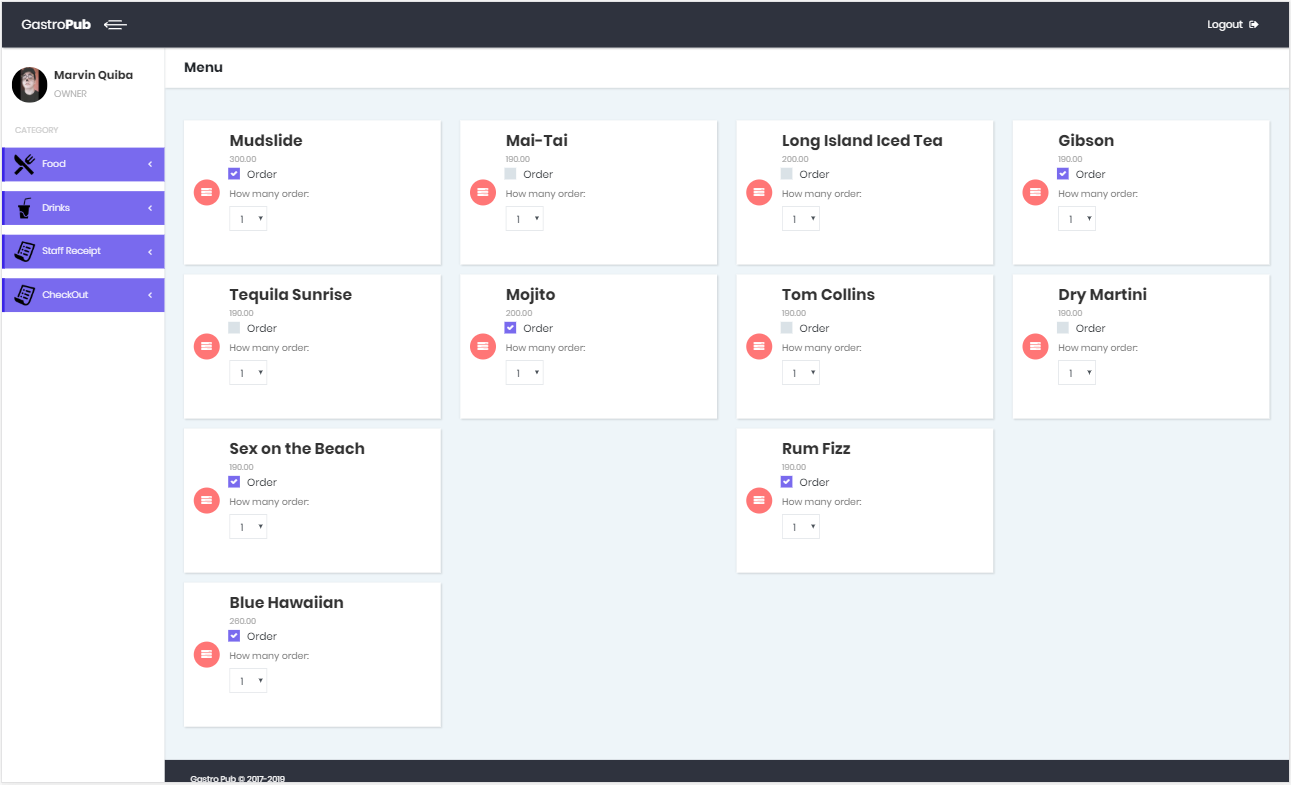 GastroPub
Logout
Marvin Quiba
OWNER
CATEGORY
Food
Drinks
Staff Receipt
CheckOut
Menu
Mudslide
300.00
Order
How many order:
1
Mai-Tai
190.00
Order
How many order:
1
Long Island Iced Tea
200.00
Order
How many order:
1
Gibson
190.00
Order
How many order:
1
Tequila Sunrise
190.00
Order
How many order:
1
Mojito
200.00
Order
How many order:
1
Tom Collins
190.00
Order
How many order:
1
Dry Martini
190.00
Order
How many order:
1
Sex on the Beach
190.00
Order
How many order:
1
Rum Fizz
190.00
Order
How many order:
1
Blue Hawaiian
260.00
Order
How many order:
1
Gastro Pub © 2017-2019